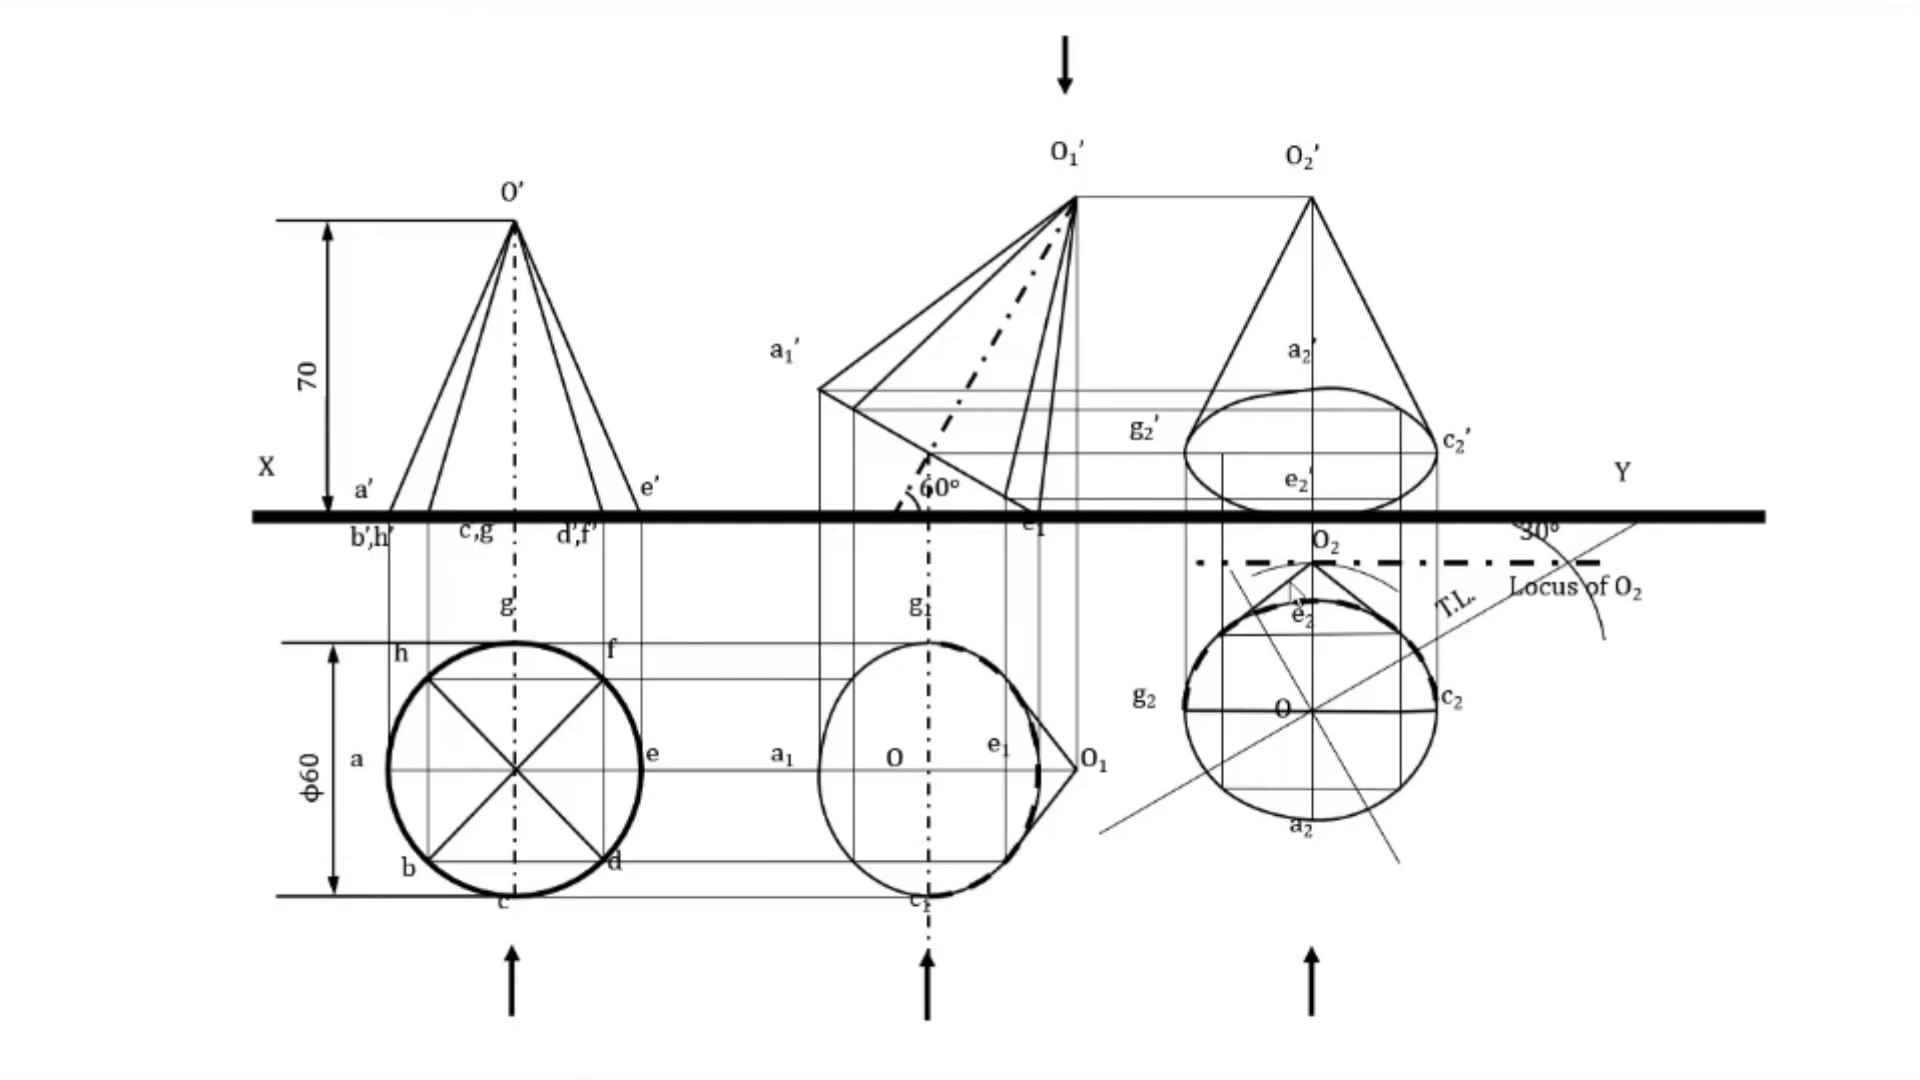 O₁’
O₂’
O’
a₁’
a₂’
70
g₂’
c₂’
X
Y
a’
e’
60°
e₂’
b’,h’
c,g
d’,f’
e₁
O₂
30°
Locus of O₂
T.L.
g
g₁
e₂
h
f
g₂
c₂
O
a
e
a₁
O
e₁
O₁
ϕ60
a₂
b
d
c
c₁